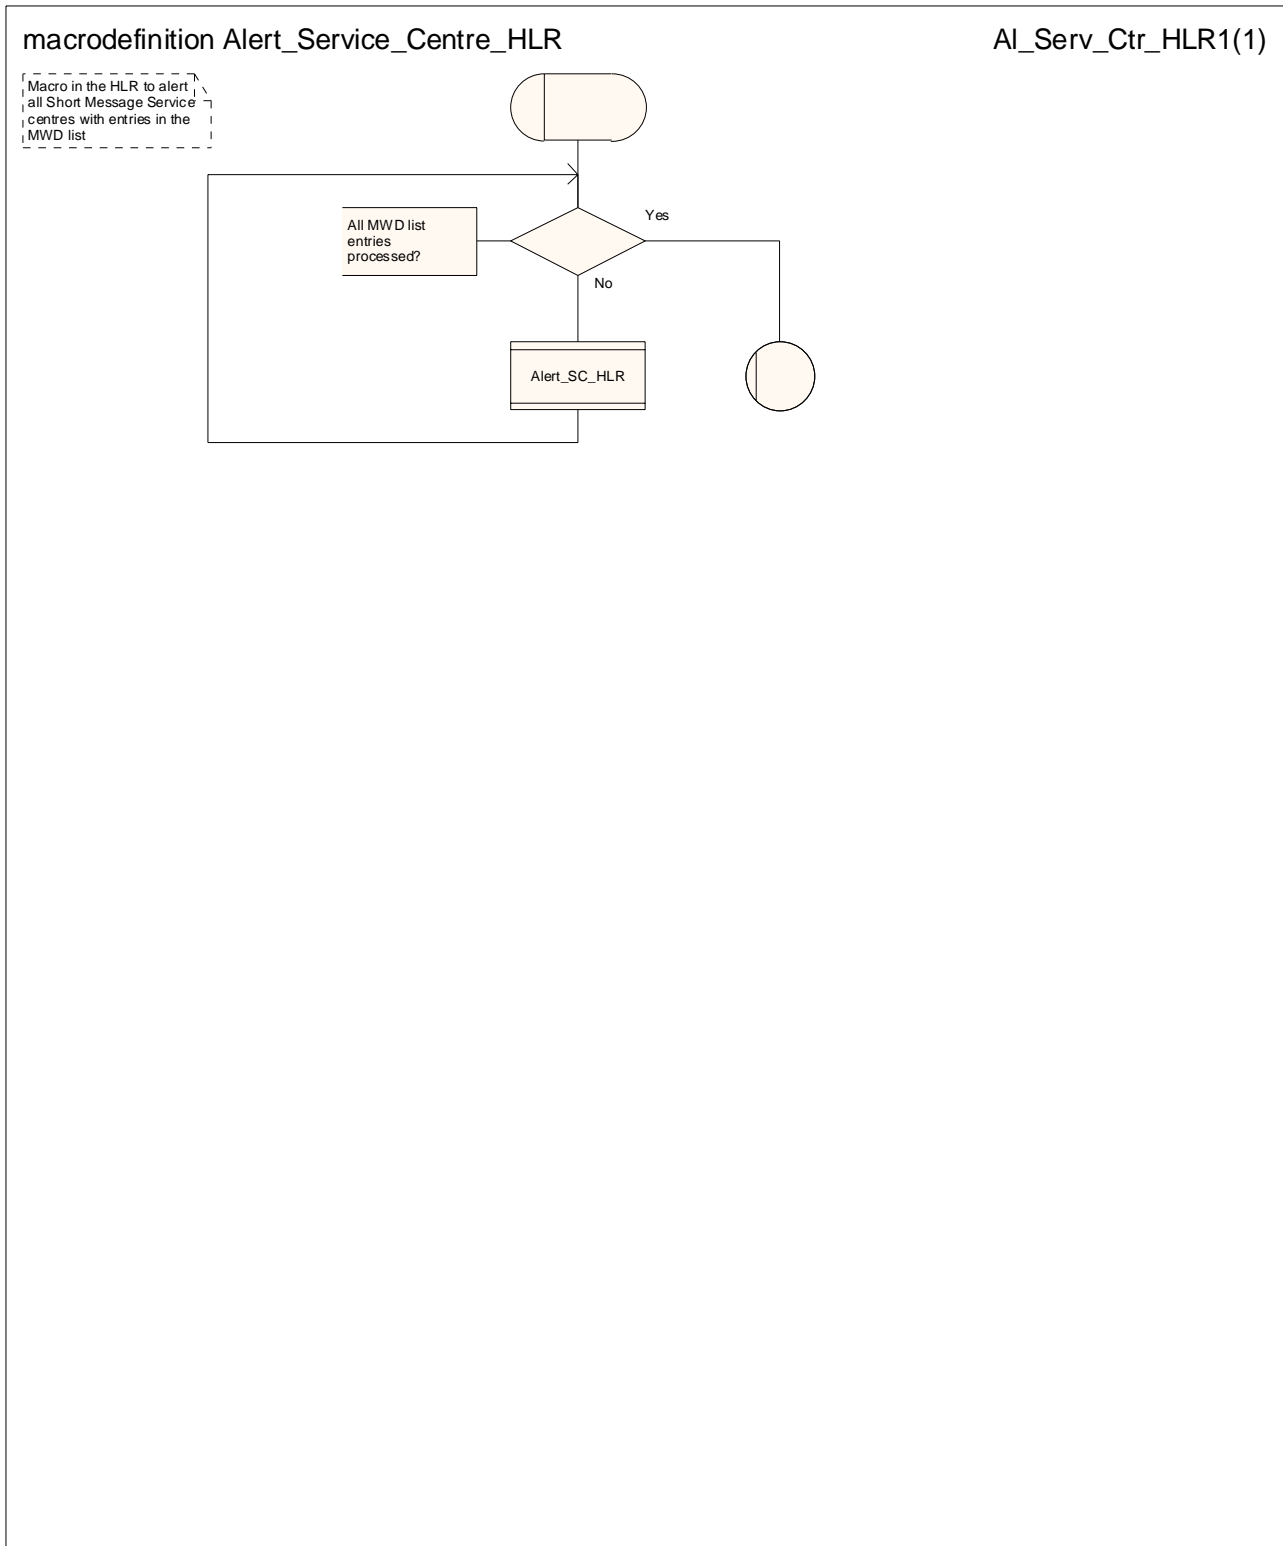 macrodefinition Alert_Service_Centre_HLR
Al_Serv_Ctr_HLR1(1)
Macro in the HLR to alert
all Short Message Service
centres with entries in the
MWD list
All MWD list
entries
processed?
Yes
No
Alert_SC_HLR